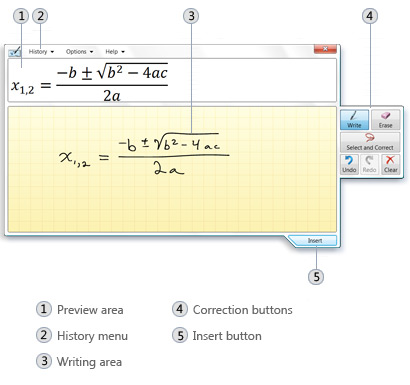 1 2 3 4
History Options Help
x1,2 = (-b ± √(b² - 4ac)) / 2a
Write Erase
Select and Correct
Undo Redo Clear
x1,2 = (-b ± √(b² - 4ac)) / 2a
Insert
5
1 Preview area
2 History menu
3 Writing area
4 Correction buttons
5 Insert button